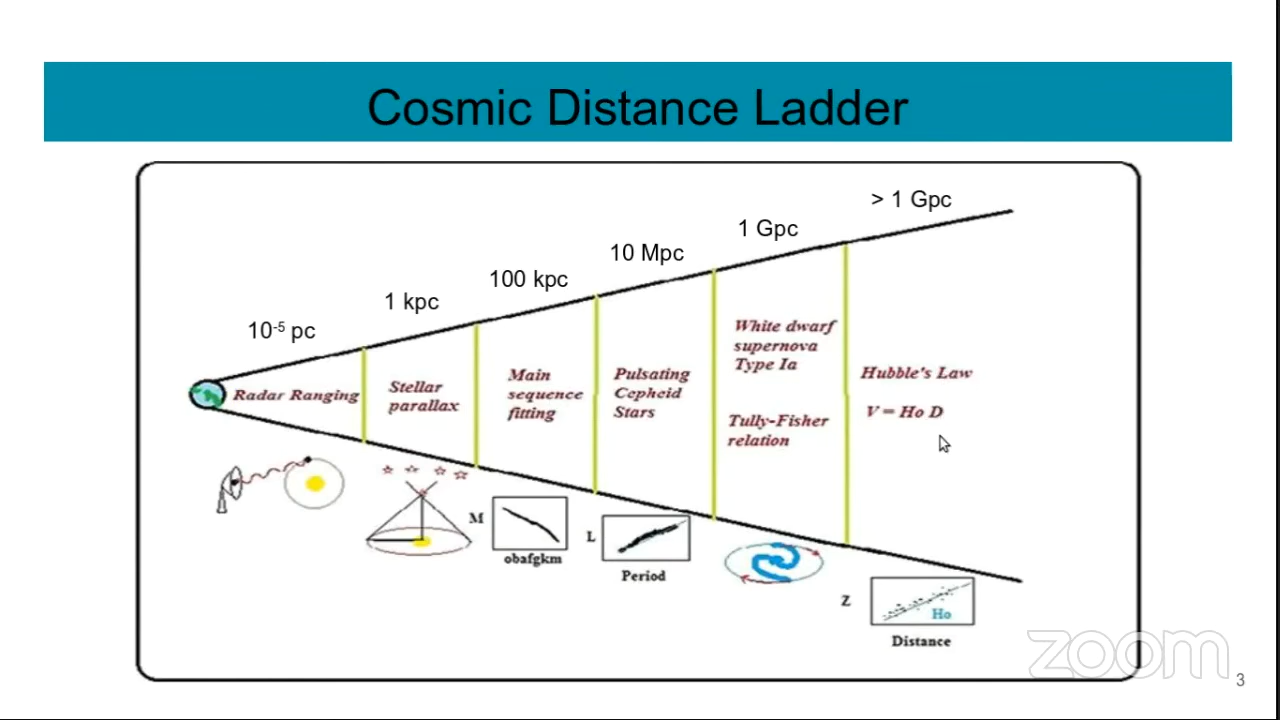 Cosmic Distance Ladder
> 1 Gpc
1 Gpc
10 Mpc
100 kpc
1 kpc
10⁻⁵ pc
Radar Ranging
Stellar
parallax
Main
sequence
fitting
Pulsating
Cepheid
Stars
White dwarf
supernova
Type Ia
Tully-Fisher
relation
Hubble's Law
V = Ho D
M
obafgkm
L
Period
Z
Ho
Distance
zoom
3